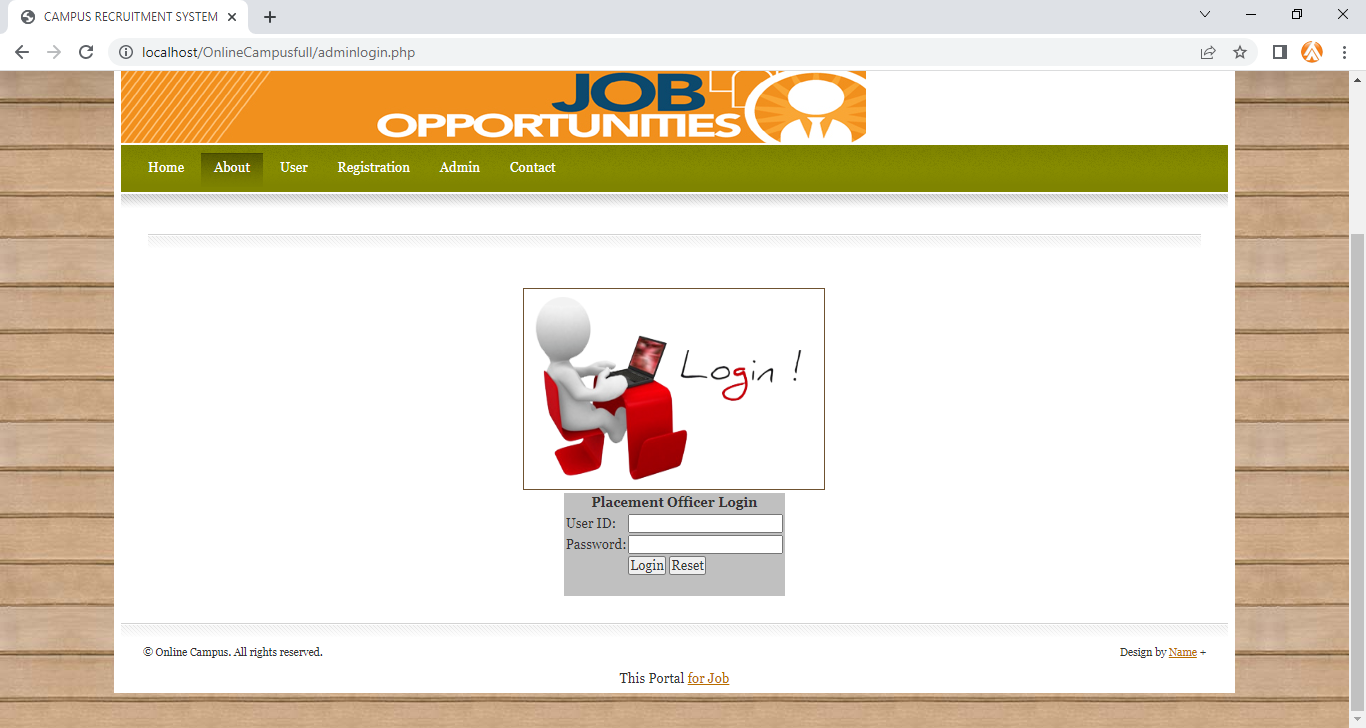 CAMPUS RECRUITMENT SYSTEM
localhost/OnlineCampusfull/adminlogin.php
JOB
OPPORTUNITIES
Home About User Registration Admin Contact
Login !
Placement Officer Login
User ID:
Password:
Login Reset
© Online Campus. All rights reserved. Design by Name +
This Portal for Job